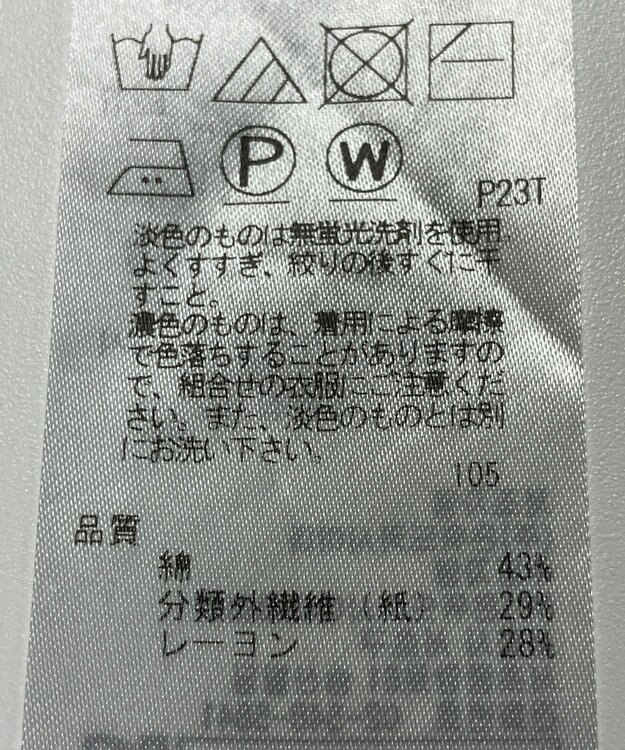 P W
P23T
淡色のものは無蛍光洗剤を使用。
よくすすぎ、絞りの後すぐに干
すこと。
濃色のものは、着用による摩擦
で色落ちすることがありますの
で、組合せの衣服にご注意くだ
さい。また、淡色のものとは別
にお洗い下さい。
105
品質
綿 43%
分類外繊維（紙） 29%
レーヨン 28%